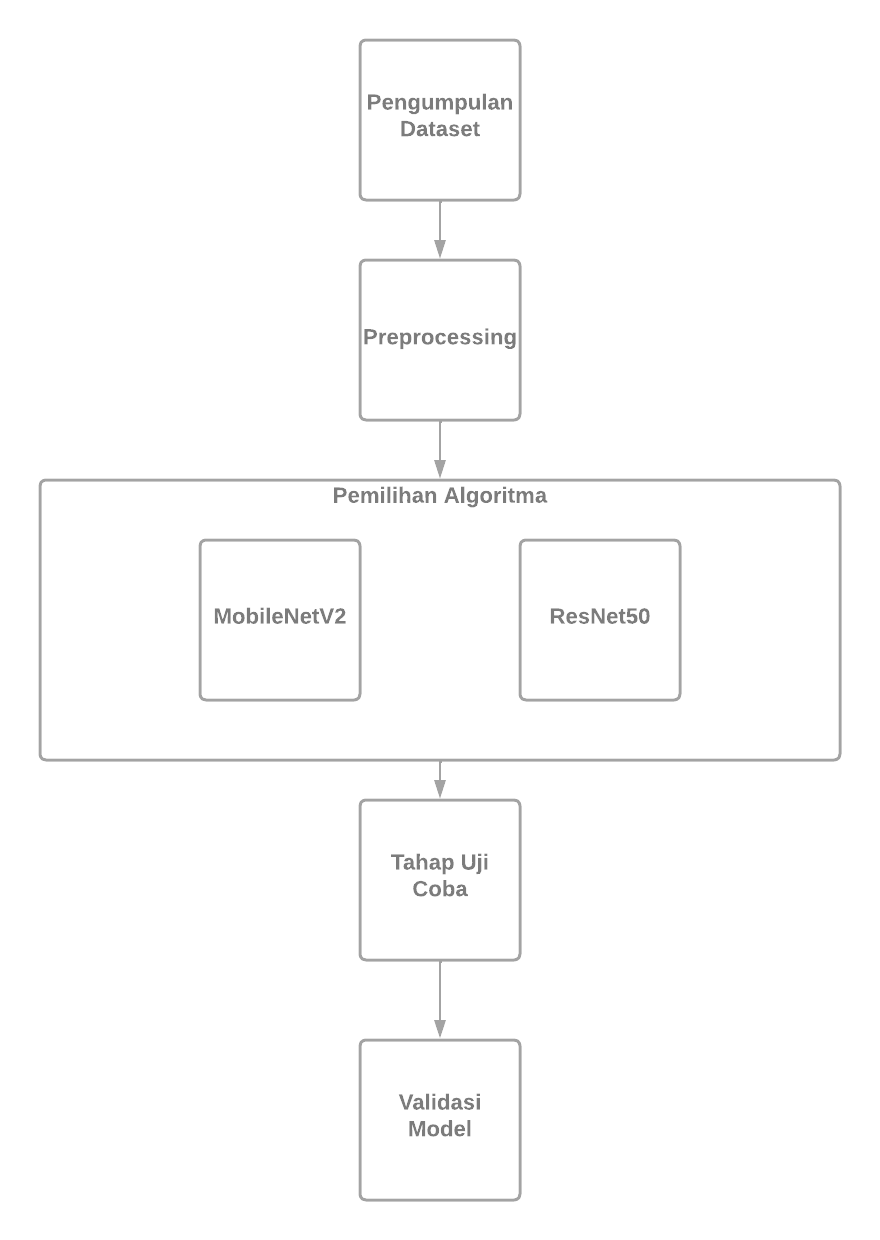 Pengumpulan
Dataset
Preprocessing
Pemilihan Algoritma
MobileNetV2
ResNet50
Tahap Uji
Coba
Validasi
Model